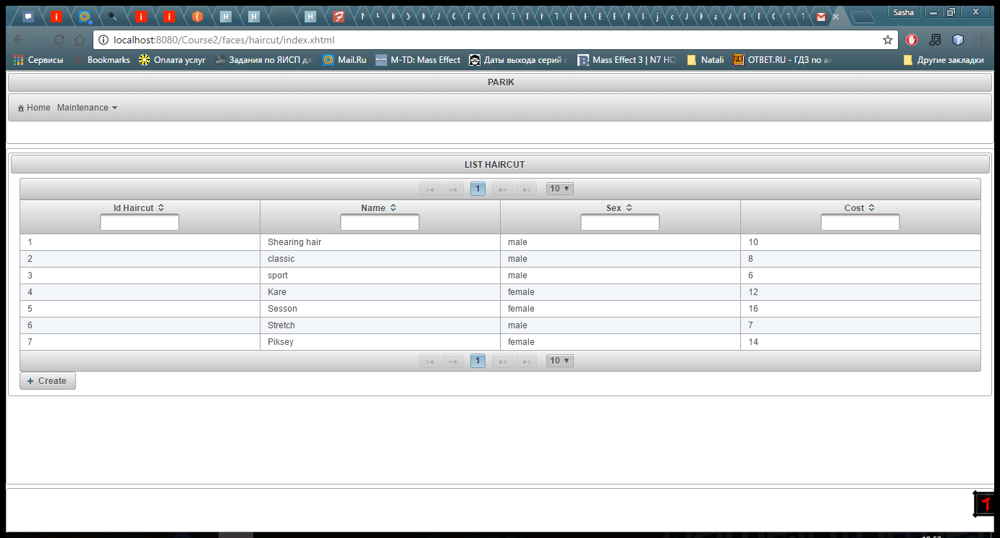 Sasha
localhost:8080/Course2/faces/haircut/index.xhtml
Сервисы Bookmarks Оплата услуг Задания по ЯИСП Mail.Ru M-TD: Mass Effect Даты выхода серий Mass Effect 3 | N7 HQ Natali ОТВЕТ.RU - ГДЗ по Другие закладки
PARIK
Home Maintenance
LIST HAIRCUT
1 10
Id Haircut Name Sex Cost
1 Shearing hair male 10
2 classic male 8
3 sport male 6
4 Kare female 12
5 Sesson female 16
6 Stretch male 7
7 Piksey female 14
1 10
+ Create